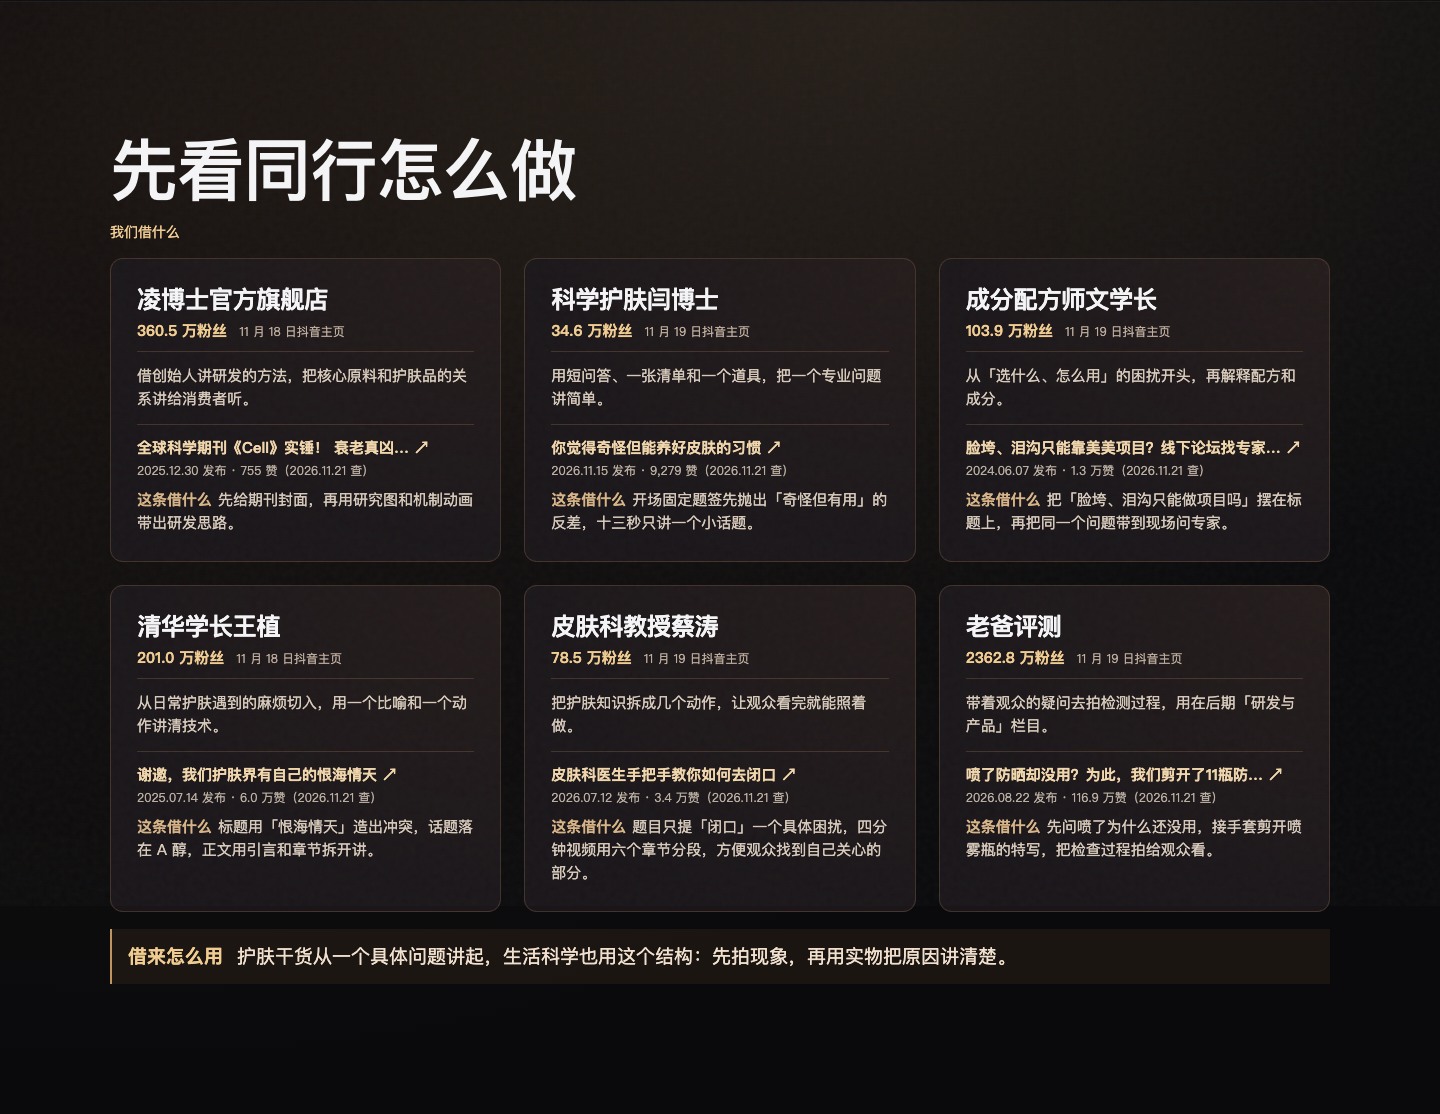 先看同行怎么做
我们借什么
凌博士官方旗舰店
360.5 万粉丝 11 月 18 日抖音主页
借创始人讲研发的方法，把核心原料和护肤品的关
系讲给消费者听。
全球科学期刊《Cell》实锤！ 衰老真凶... ↗
2025.12.30 发布 · 755 赞（2026.11.21 查）
这条借什么 先给期刊封面，再用研究图和机制动画
带出研发思路。
科学护肤闫博士
34.6 万粉丝 11 月 19 日抖音主页
用短问答、一张清单和一个道具，把一个专业问题
讲简单。
你觉得奇怪但能养好皮肤的习惯 ↗
2026.11.15 发布 · 9,279 赞（2026.11.21 查）
这条借什么 开场固定题签先抛出「奇怪但有用」的
反差，十三秒只讲一个小话题。
成分配方师文学长
103.9 万粉丝 11 月 19 日抖音主页
从「选什么、怎么用」的困扰开头，再解释配方和
成分。
脸垮、泪沟只能靠美美项目？线下论坛找专家... ↗
2024.06.07 发布 · 1.3 万赞（2026.11.21 查）
这条借什么 把「脸垮、泪沟只能做项目吗」摆在标
题上，再把同一个问题带到现场问专家。
清华学长王植
201.0 万粉丝 11 月 18 日抖音主页
从日常护肤遇到的麻烦切入，用一个比喻和一个动
作讲清技术。
谢邀，我们护肤界有自己的恨海情天 ↗
2025.07.14 发布 · 6.0 万赞（2026.11.21 查）
这条借什么 标题用「恨海情天」造出冲突，话题落
在 A 醇，正文用引言和章节拆开讲。
皮肤科教授蔡涛
78.5 万粉丝 11 月 19 日抖音主页
把护肤知识拆成几个动作，让观众看完就能照着
做。
皮肤科医生手把手教你如何去闭口 ↗
2026.07.12 发布 · 3.4 万赞（2026.11.21 查）
这条借什么 题目只提「闭口」一个具体困扰，四分
钟视频用六个章节分段，方便观众找到自己关心的
部分。
老爸评测
2362.8 万粉丝 11 月 19 日抖音主页
带着观众的疑问去拍检测过程，用在后期「研发与
产品」栏目。
喷了防晒却没用？为此，我们剪开了11瓶防... ↗
2026.08.22 发布 · 116.9 万赞（2026.11.21 查）
这条借什么 先问喷了为什么还没用，接手套剪开喷
雾瓶的特写，把检查过程拍给观众看。
借来怎么用 护肤干货从一个具体问题讲起，生活科学也用这个结构：先拍现象，再用实物把原因讲清楚。